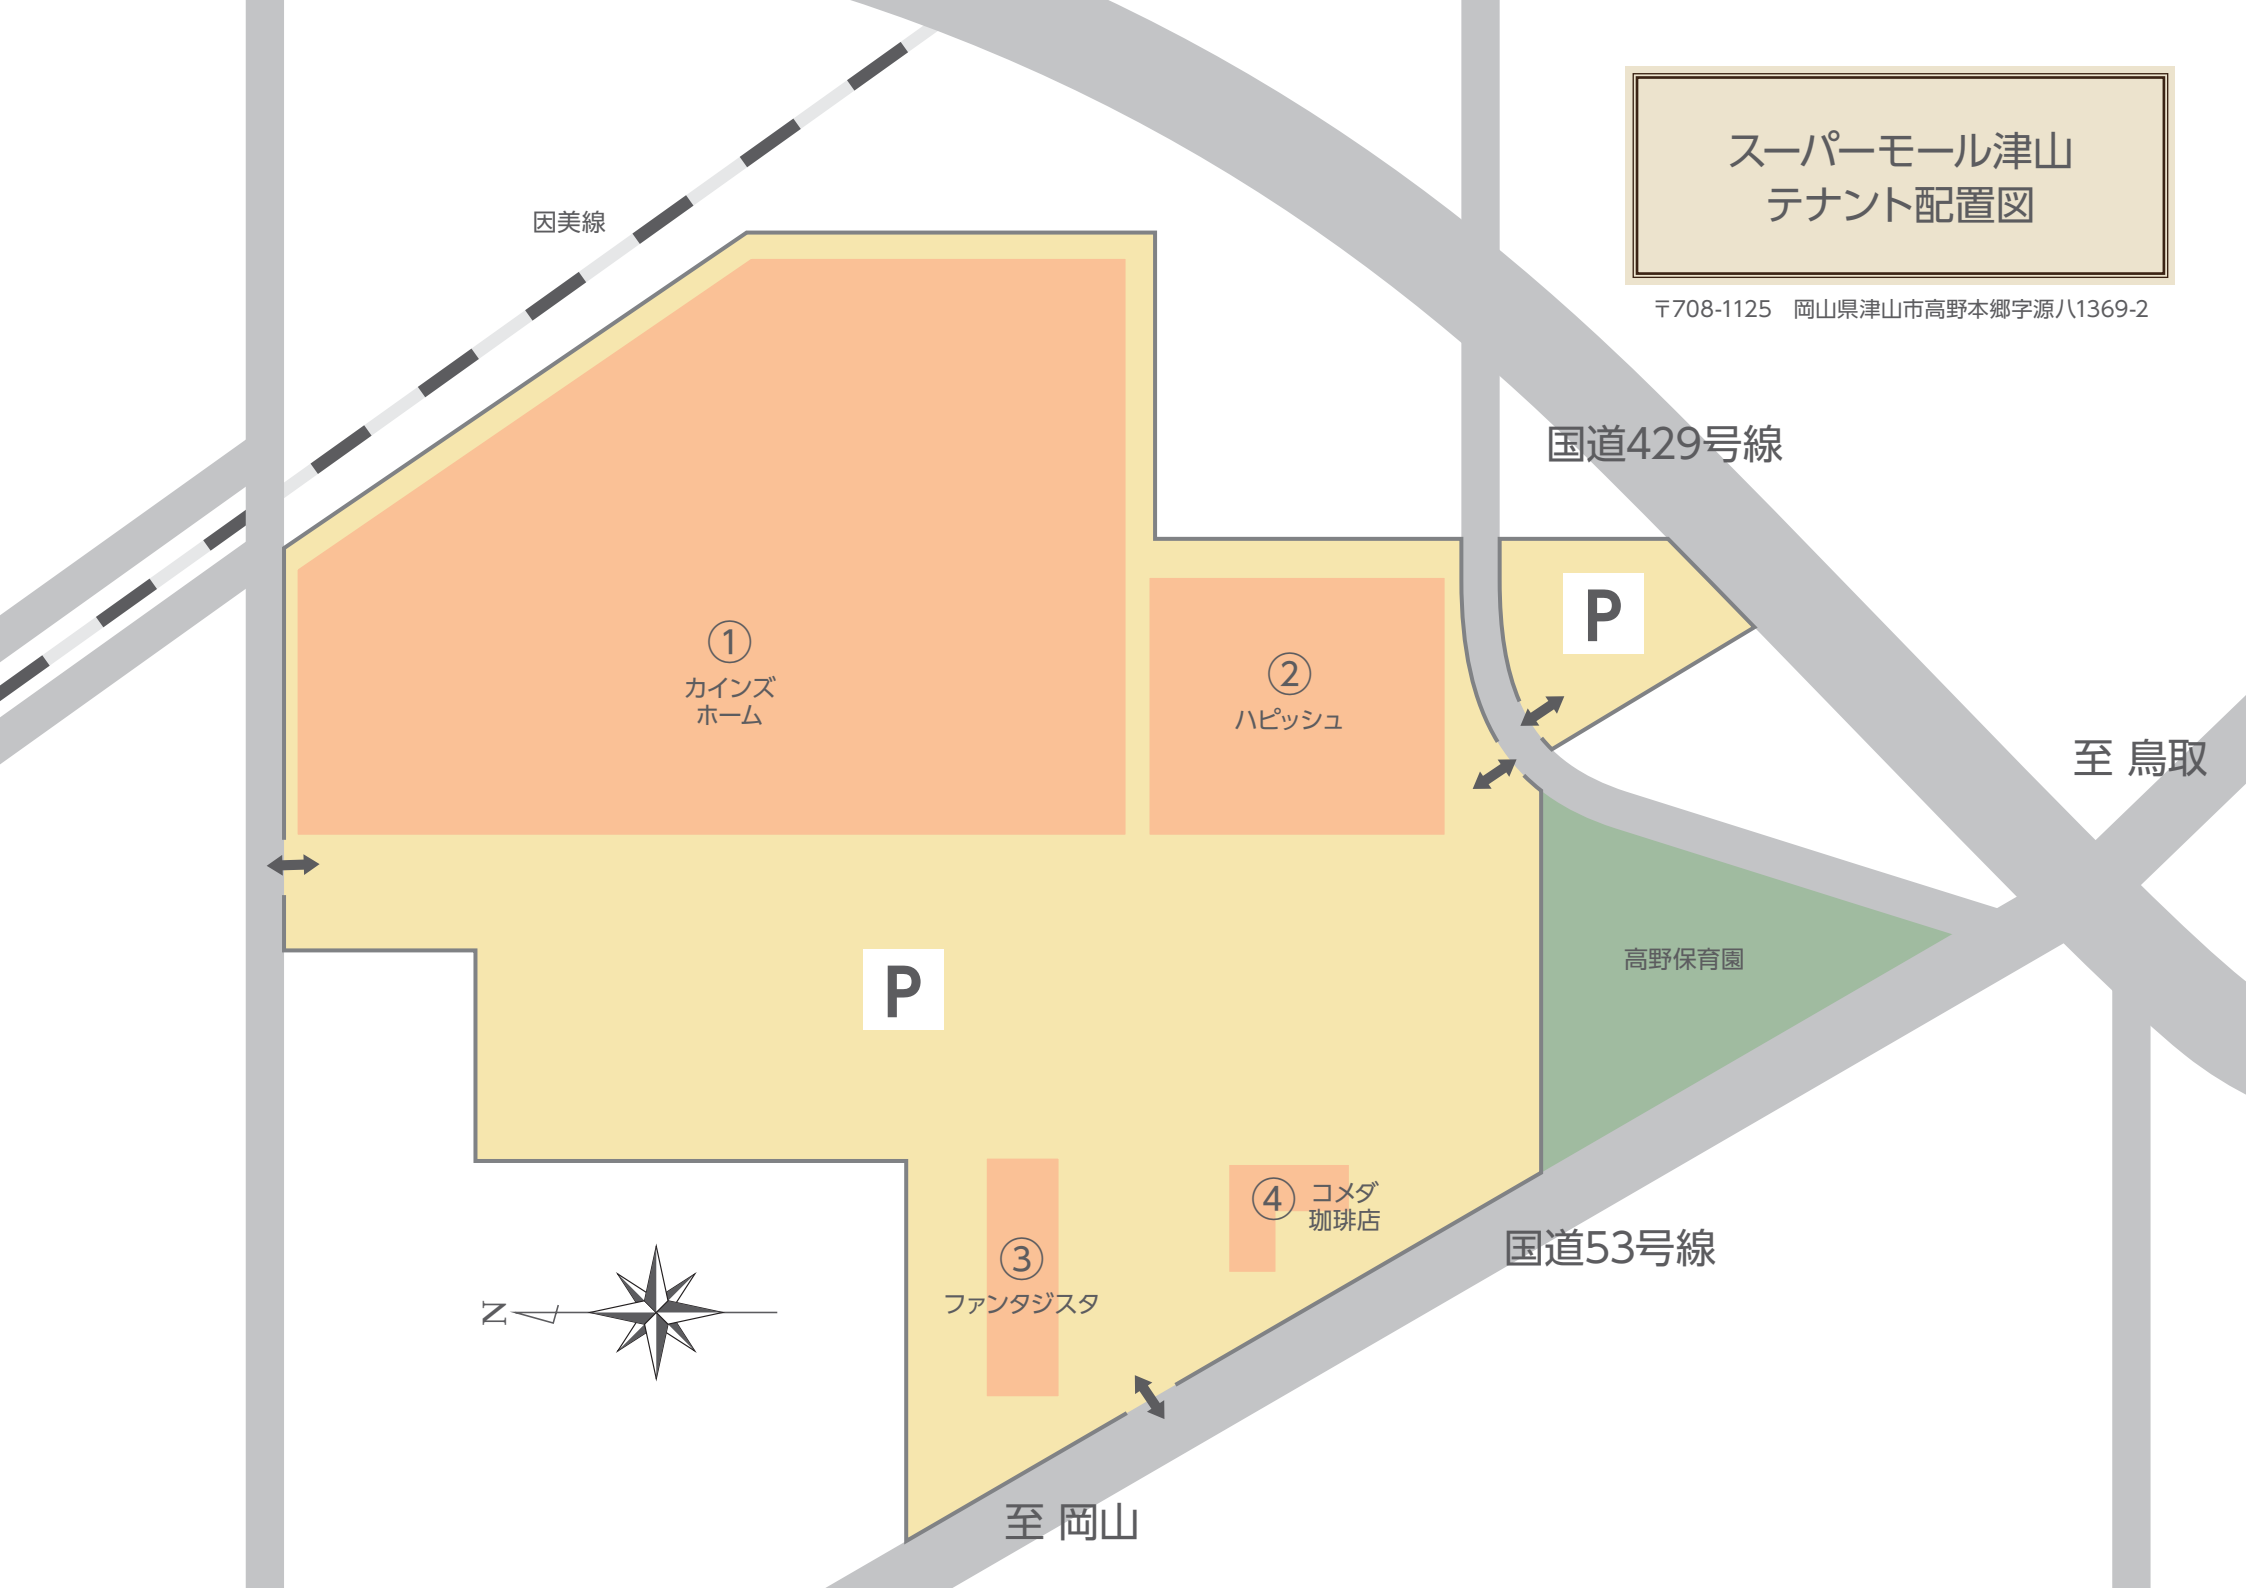 スーパーモール津山
テナント配置図
〒708-1125　岡山県津山市高野本郷字源八1369-2
因美線
国道429号線
P
①
カインズ
ホーム
②
ハピッシュ
至 鳥取
高野保育園
P
④
コメダ
珈琲店
③
ファンタジスタ
国道53号線
N
至 岡山